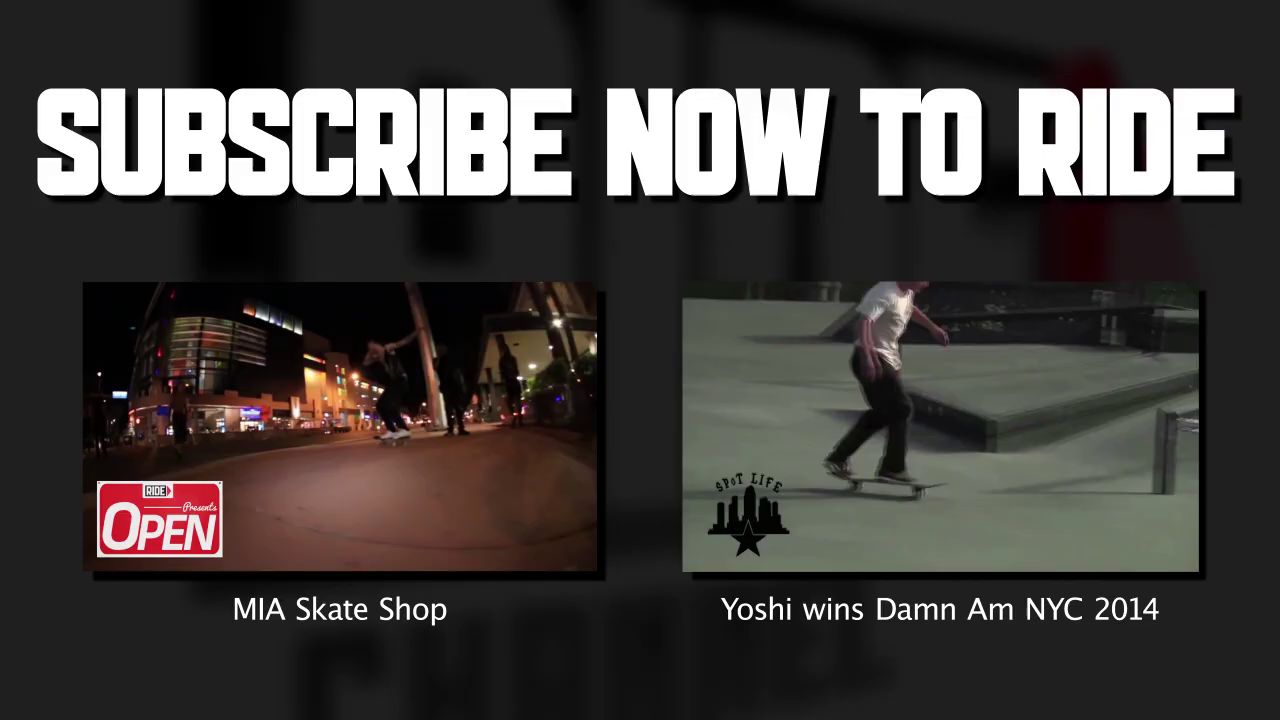 SUBSCRIBE NOW TO RIDE
RIDE
Presents
OPEN
SPoT LIFE
MIA Skate Shop
Yoshi wins Damn Am NYC 2014